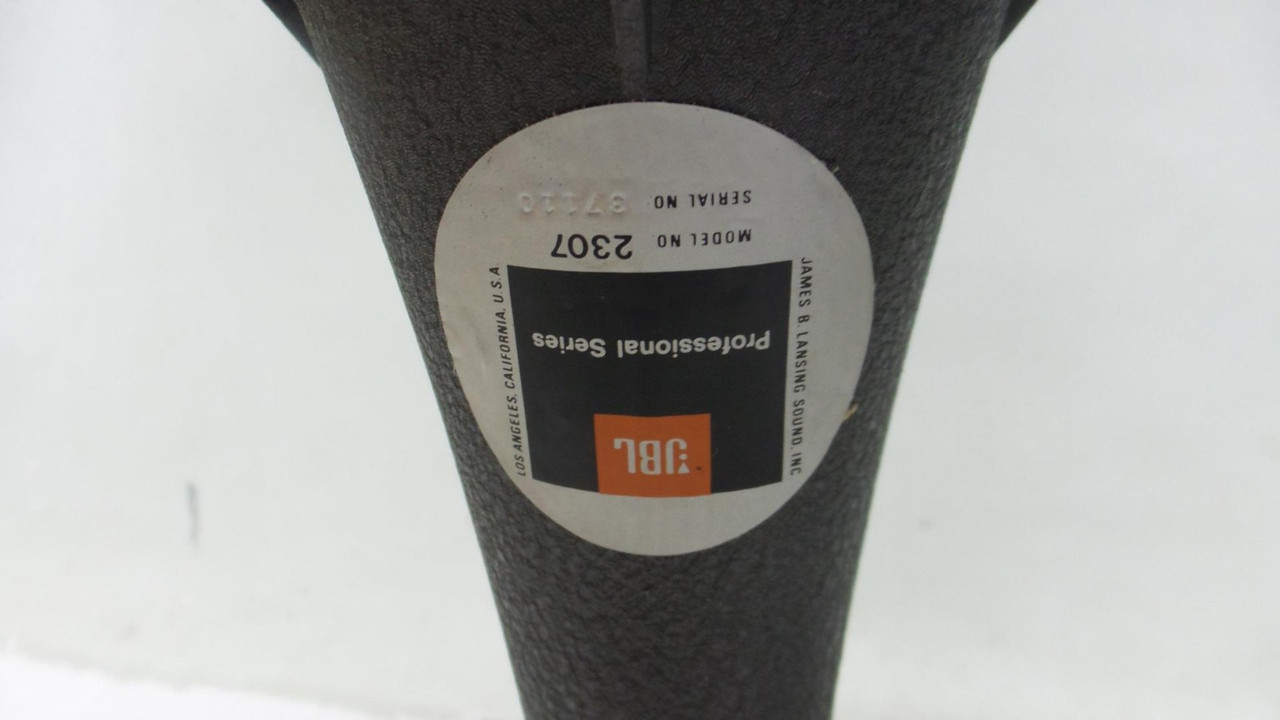 JBL
Professional Series
MODEL NO. 2307
SERIAL NO. 37110
JAMES B. LANSING SOUND, INC.
LOS ANGELES, CALIFORNIA, U.S.A.